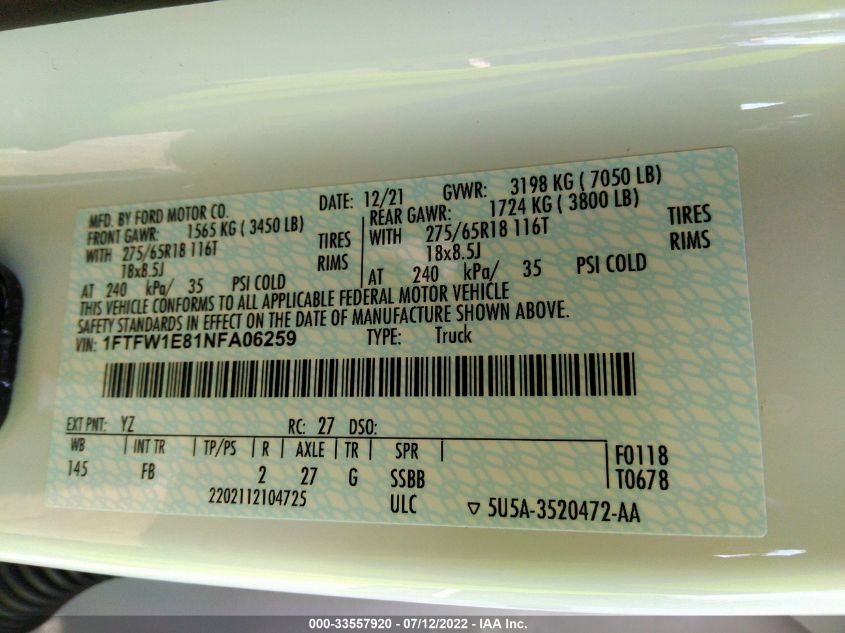 MFD. BY FORD MOTOR CO. DATE: 12/21 GVWR: 3198 KG ( 7050 LB)
FRONT GAWR: 1565 KG ( 3450 LB) REAR GAWR: 1724 KG ( 3800 LB)
WITH 275/65R18 116T TIRES WITH 275/65R18 116T TIRES
18x8.5J RIMS 18x8.5J RIMS
AT 240 kPa/ 35 PSI COLD AT 240 kPa/ 35 PSI COLD
THIS VEHICLE CONFORMS TO ALL APPLICABLE FEDERAL MOTOR VEHICLE
SAFETY STANDARDS IN EFFECT ON THE DATE OF MANUFACTURE SHOWN ABOVE.
VIN: 1FTFW1E81NFA06259 TYPE: Truck
EXT PNT: YZ RC: 27 DSO:
WB INT TR TP/PS R AXLE TR SPR F0118
145 FB 2 27 G SSBB T0678
2202112104725 ULC ▽ 5U5A-3520472-AA
000-33557920 - 07/12/2022 - IAA Inc.